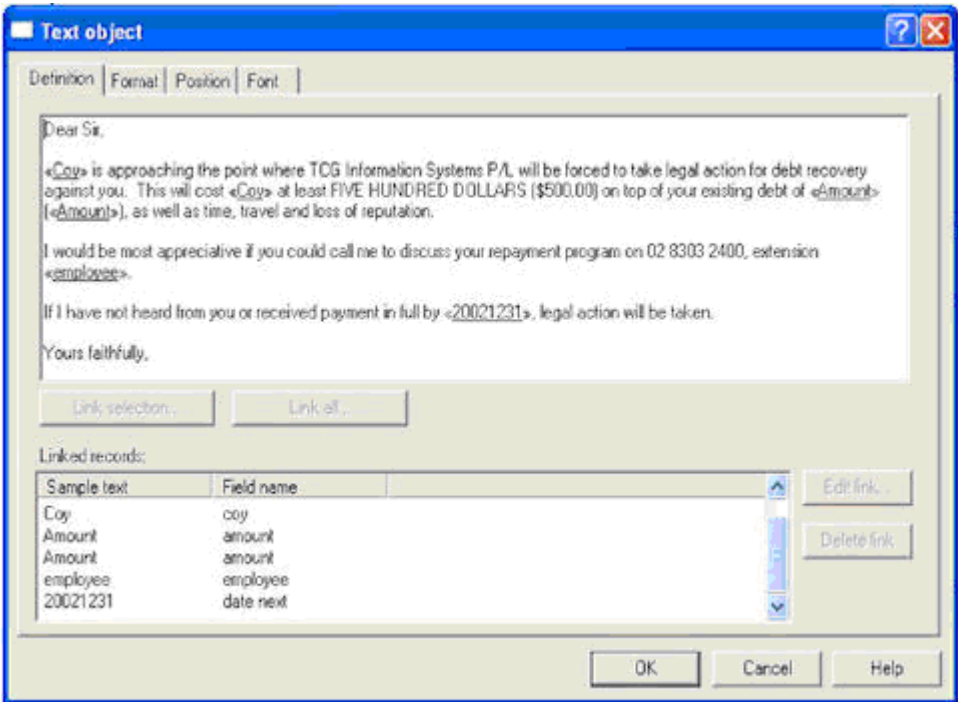 Text object
Definition Format Position Font
Dear Sir,
«Coy» is approaching the point where TCG Information Systems P/L will be forced to take legal action for debt recovery
against you. This will cost «Coy» at least FIVE HUNDRED DOLLARS ($500.00) on top of your existing debt of «Amount»
(«Amount»), as well as time, travel and loss of reputation.
I would be most appreciative if you could call me to discuss your repayment program on 02 8303 2400, extension
«employee».
If I have not heard from you or received payment in full by «20021231», legal action will be taken.
Yours faithfully,
Link selection... Link all...
Linked records:
Sample text Field name
Edit link...
Coy coy
Amount amount
Delete link
Amount amount
employee employee
20021231 date next
OK Cancel Help